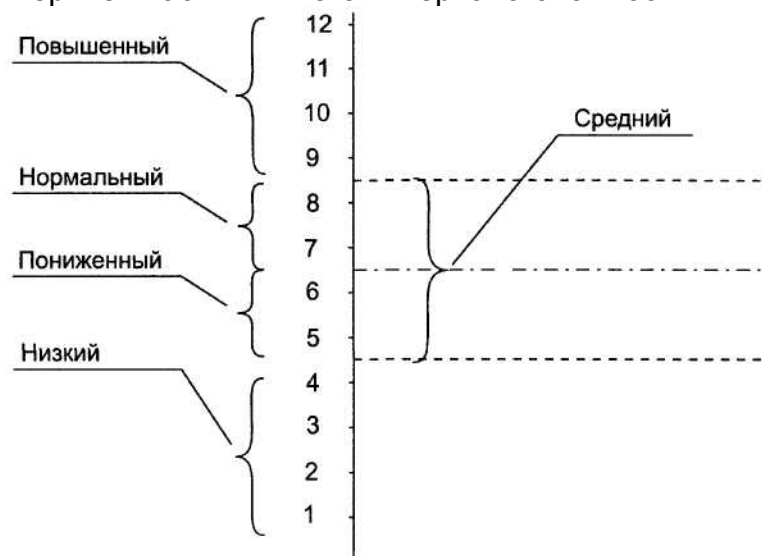 12
Повышенный
11
10
Средний
9
Нормальный
8
7
Пониженный
6
5
Низкий
4
3
2
1